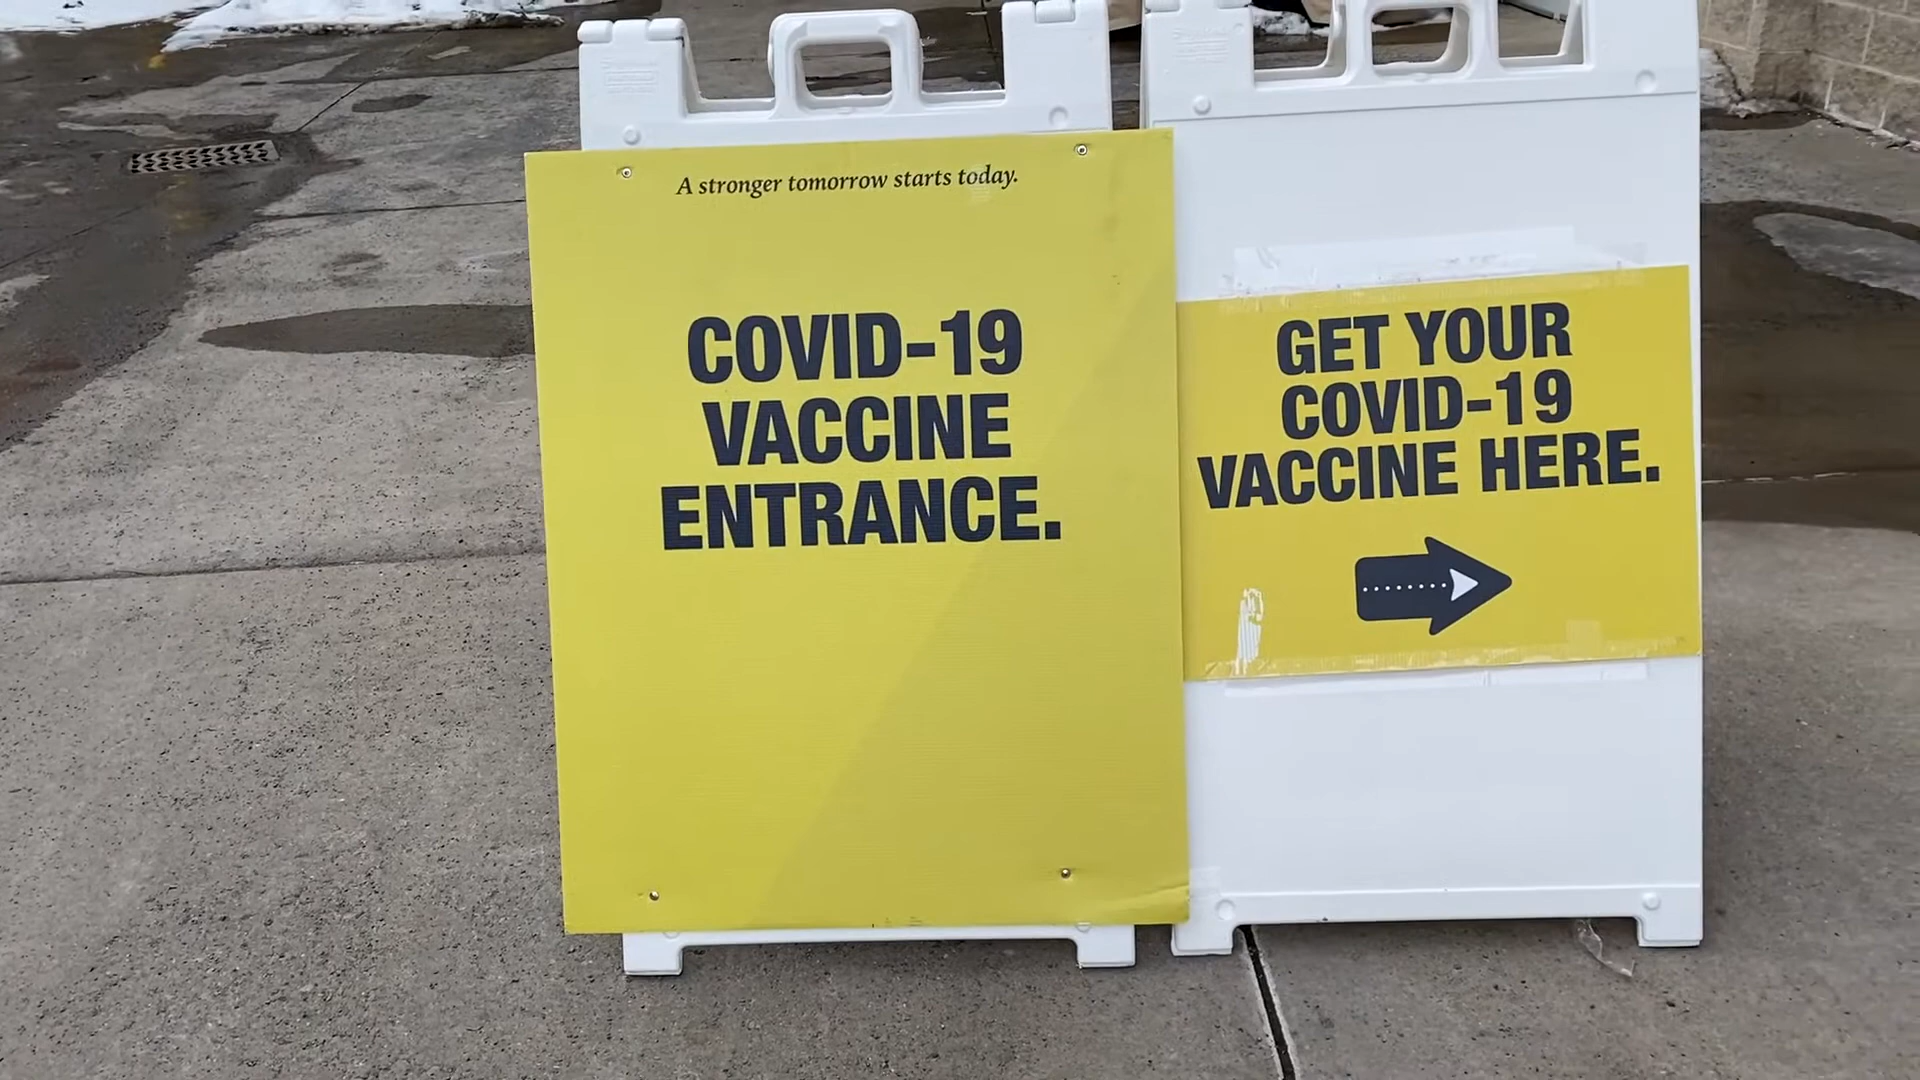 A stronger tomorrow starts today.
COVID-19
VACCINE
ENTRANCE.
GET YOUR
COVID-19
VACCINE HERE.